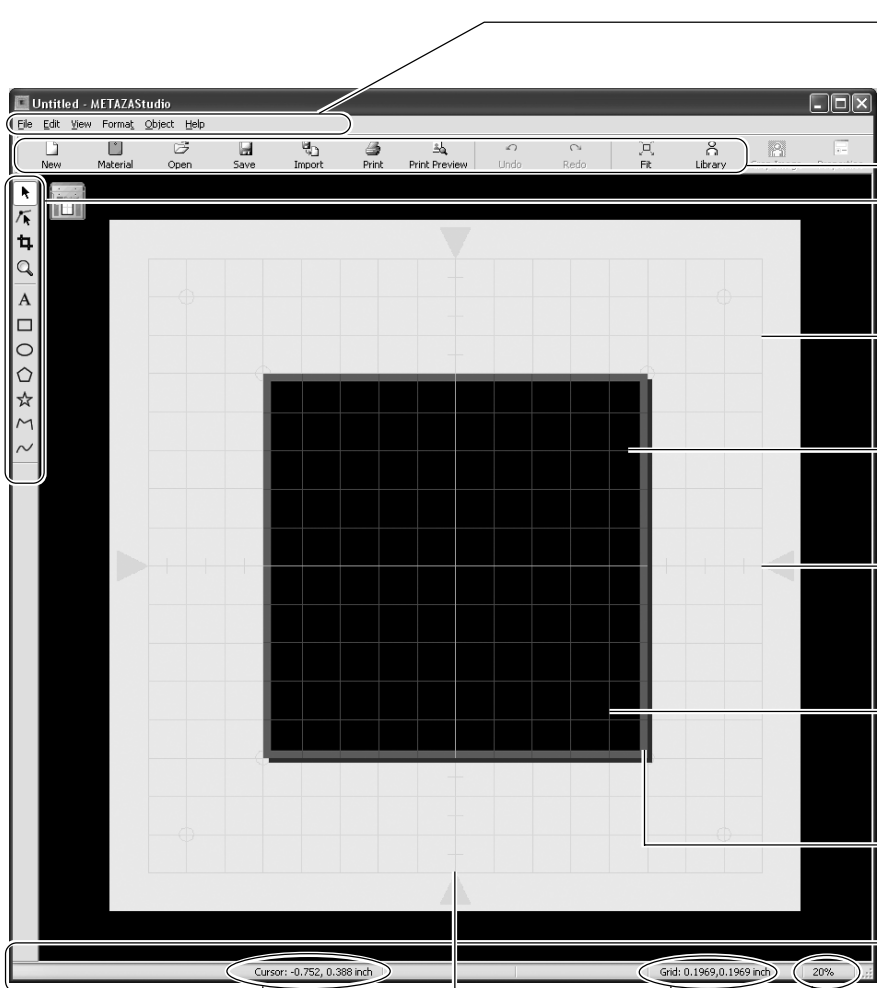 Untitled - METAZAStudio
File Edit View Format Object Help
New Material Open Save Import Print Print Preview Undo Redo Fit Library
A
Cursor: -0.752, 0.388 inch Grid: 0.1969,0.1969 inch 20%